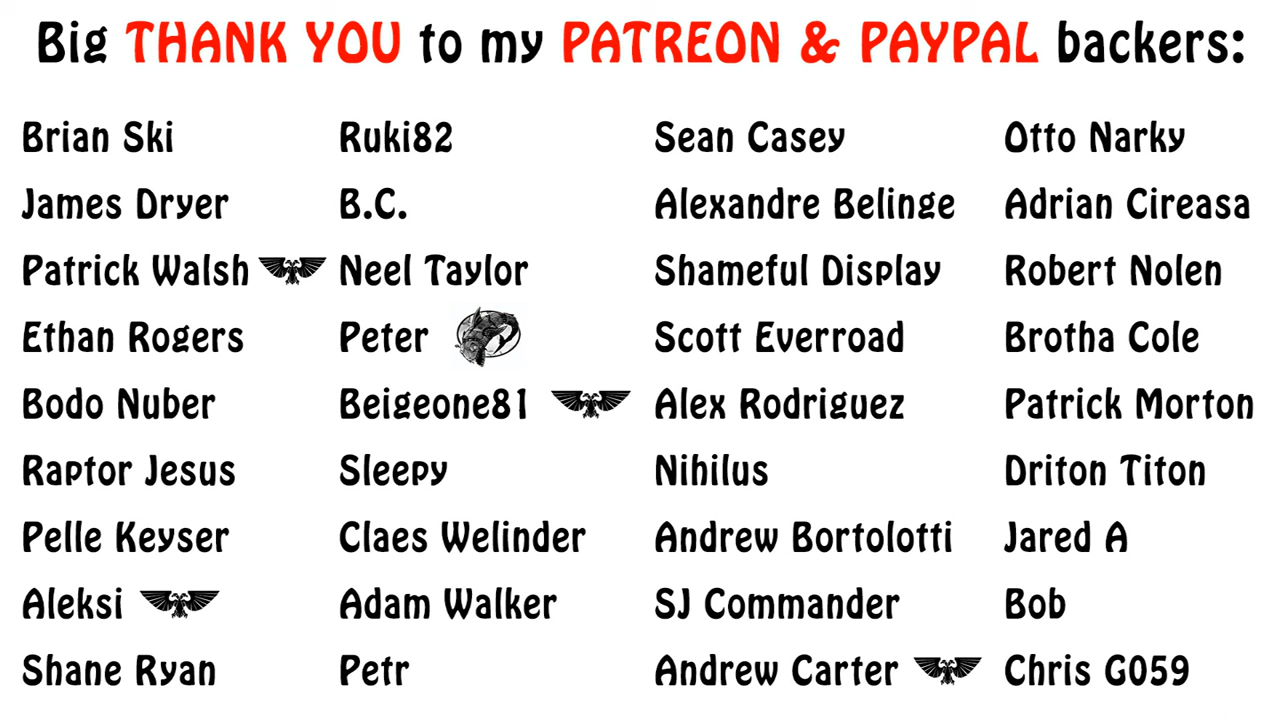 Big THANK YOU to my PATREON & PAYPAL backers:
Brian Ski
James Dryer
Patrick Walsh
Ethan Rogers
Bodo Nuber
Raptor Jesus
Pelle Keyser
Aleksi
Shane Ryan
Ruki82
B.C.
Neel Taylor
Peter
Beigeone81
Sleepy
Claes Welinder
Adam Walker
Petr
Sean Casey
Alexandre Belinge
Shameful Display
Scott Everroad
Alex Rodriguez
Nihilus
Andrew Bortolotti
SJ Commander
Andrew Carter
Otto Narky
Adrian Cireasa
Robert Nolen
Brotha Cole
Patrick Morton
Driton Titon
Jared A
Bob
Chris G059